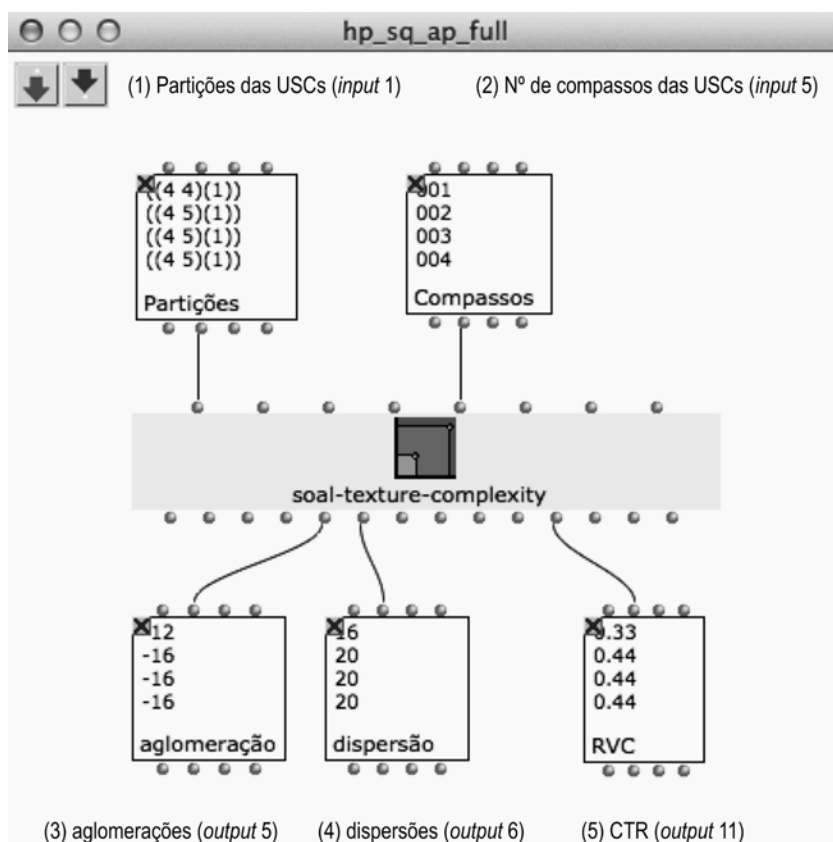 hp_sq_ap_full
(1) Partições das USCs (input 1) (2) Nº de compassos das USCs (input 5)
((4 4)(1))
((4 5)(1))
((4 5)(1))
((4 5)(1))
Partições
001
002
003
004
Compassos
soal-texture-complexity
-12
-16
-16
-16
aglomeração
16
20
20
20
dispersão
0.33
0.44
0.44
0.44
RVC
(3) aglomerações (output 5) (4) dispersões (output 6) (5) CTR (output 11)